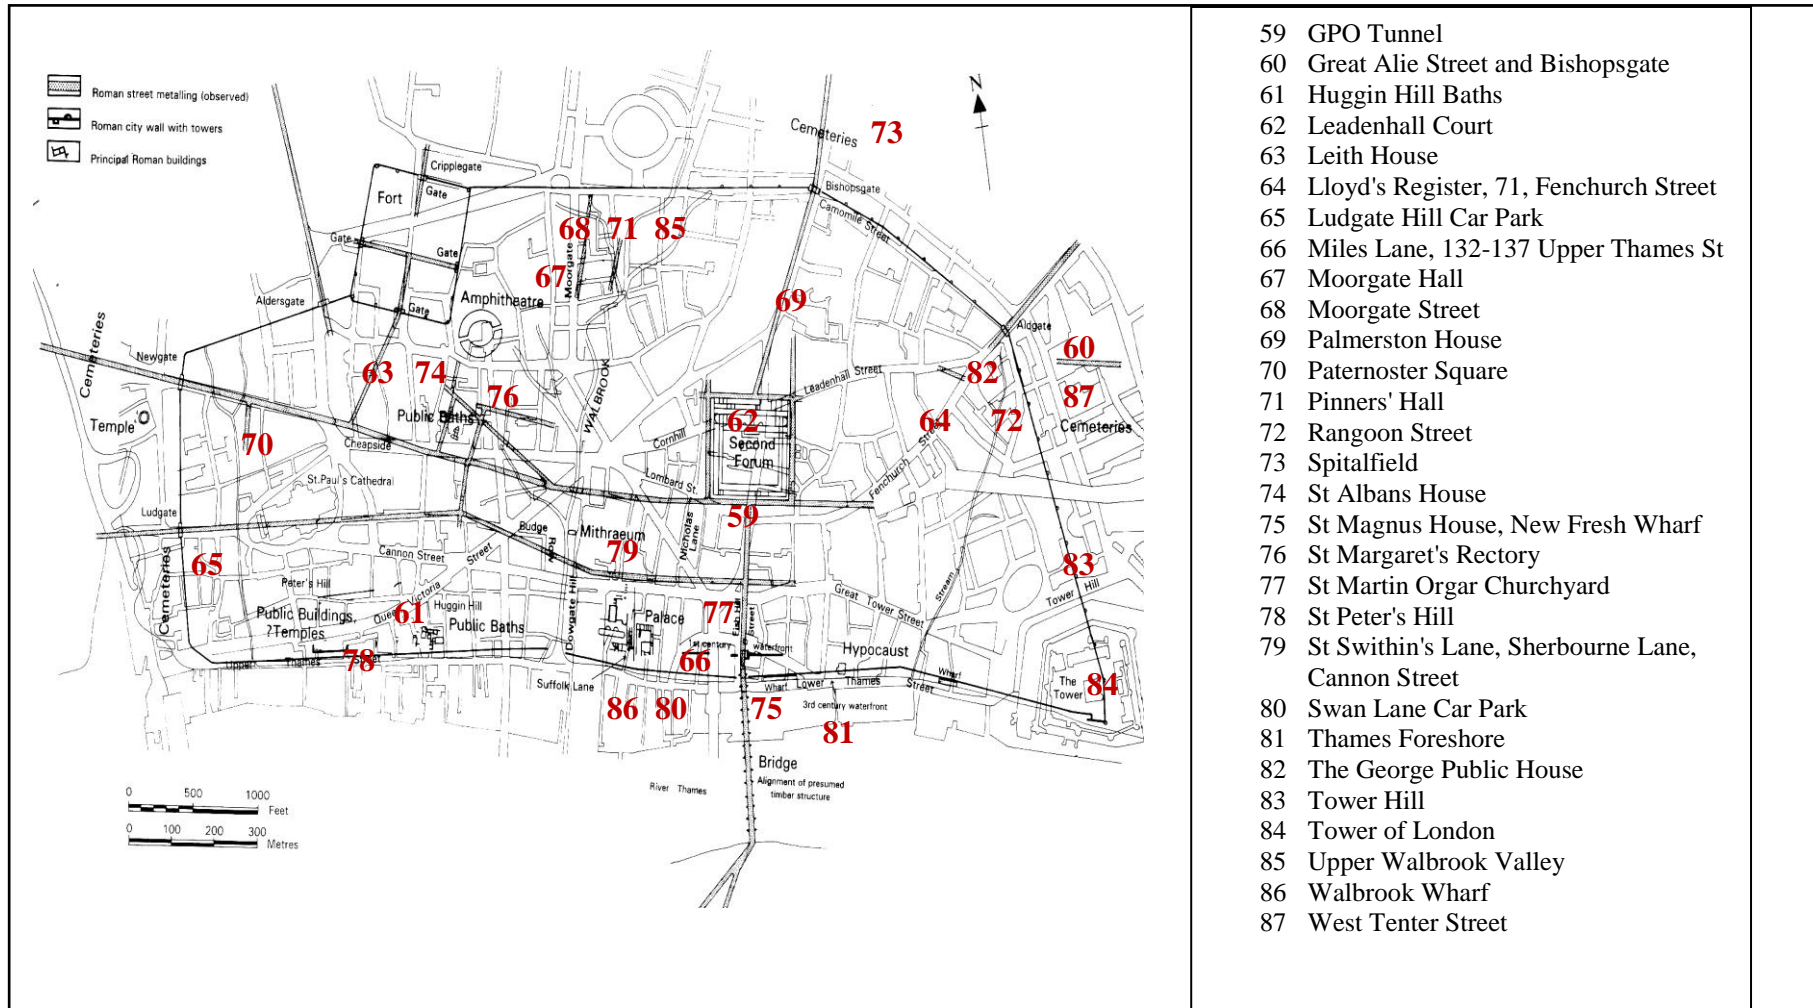 Roman street metalling (observed)
Roman city wall with towers
Principal Roman buildings
N
Cemeteries 73
Cripplegate
Gate
Fort
Bishopsgate
Camomile Street
68 71 85
Gate
Gate
67
Moorgate
Aldersgate
Amphitheatre
Gate
69
Cemeteries
Aldgate
Newgate
60
63 74
82
76
WALBROOK
Leadenhall Street
87
Temple
Public Baths
62
64
72
Cemeteries
70
Cheapside
Cornhill
Second
Forum
Fenchurch Street
St.Paul's Cathedral
Lombard St.
Ludgate
59
Budge
Row
Mithraeum
Nicholas
Lane
65
Cannon Street
79
83
Cemeteries
Peter's Hill
Queen Victoria Street
Stream
Tower Hill
Public Buildings,
?Temples
61
Huggin Hill
Public Baths
Dowgate Hill
Palace
77
Fish Hill
Street
Great Tower Street
1st century
waterfront
Hypocaust
Upper Thames Street
78
66
Suffolk Lane
Wharf Lower Thames Street
Wharf
The
Tower
84
86 80 75
3rd century waterfront
81
Bridge
Alignment of presumed
timber structure
River Thames
0 500 1000
Feet
0 100 200 300
Metres
59 GPO Tunnel
60 Great Alie Street and Bishopsgate
61 Huggin Hill Baths
62 Leadenhall Court
63 Leith House
64 Lloyd's Register, 71, Fenchurch Street
65 Ludgate Hill Car Park
66 Miles Lane, 132-137 Upper Thames St
67 Moorgate Hall
68 Moorgate Street
69 Palmerston House
70 Paternoster Square
71 Pinners' Hall
72 Rangoon Street
73 Spitalfield
74 St Albans House
75 St Magnus House, New Fresh Wharf
76 St Margaret's Rectory
77 St Martin Orgar Churchyard
78 St Peter's Hill
79 St Swithin's Lane, Sherbourne Lane,
Cannon Street
80 Swan Lane Car Park
81 Thames Foreshore
82 The George Public House
83 Tower Hill
84 Tower of London
85 Upper Walbrook Valley
86 Walbrook Wharf
87 West Tenter Street